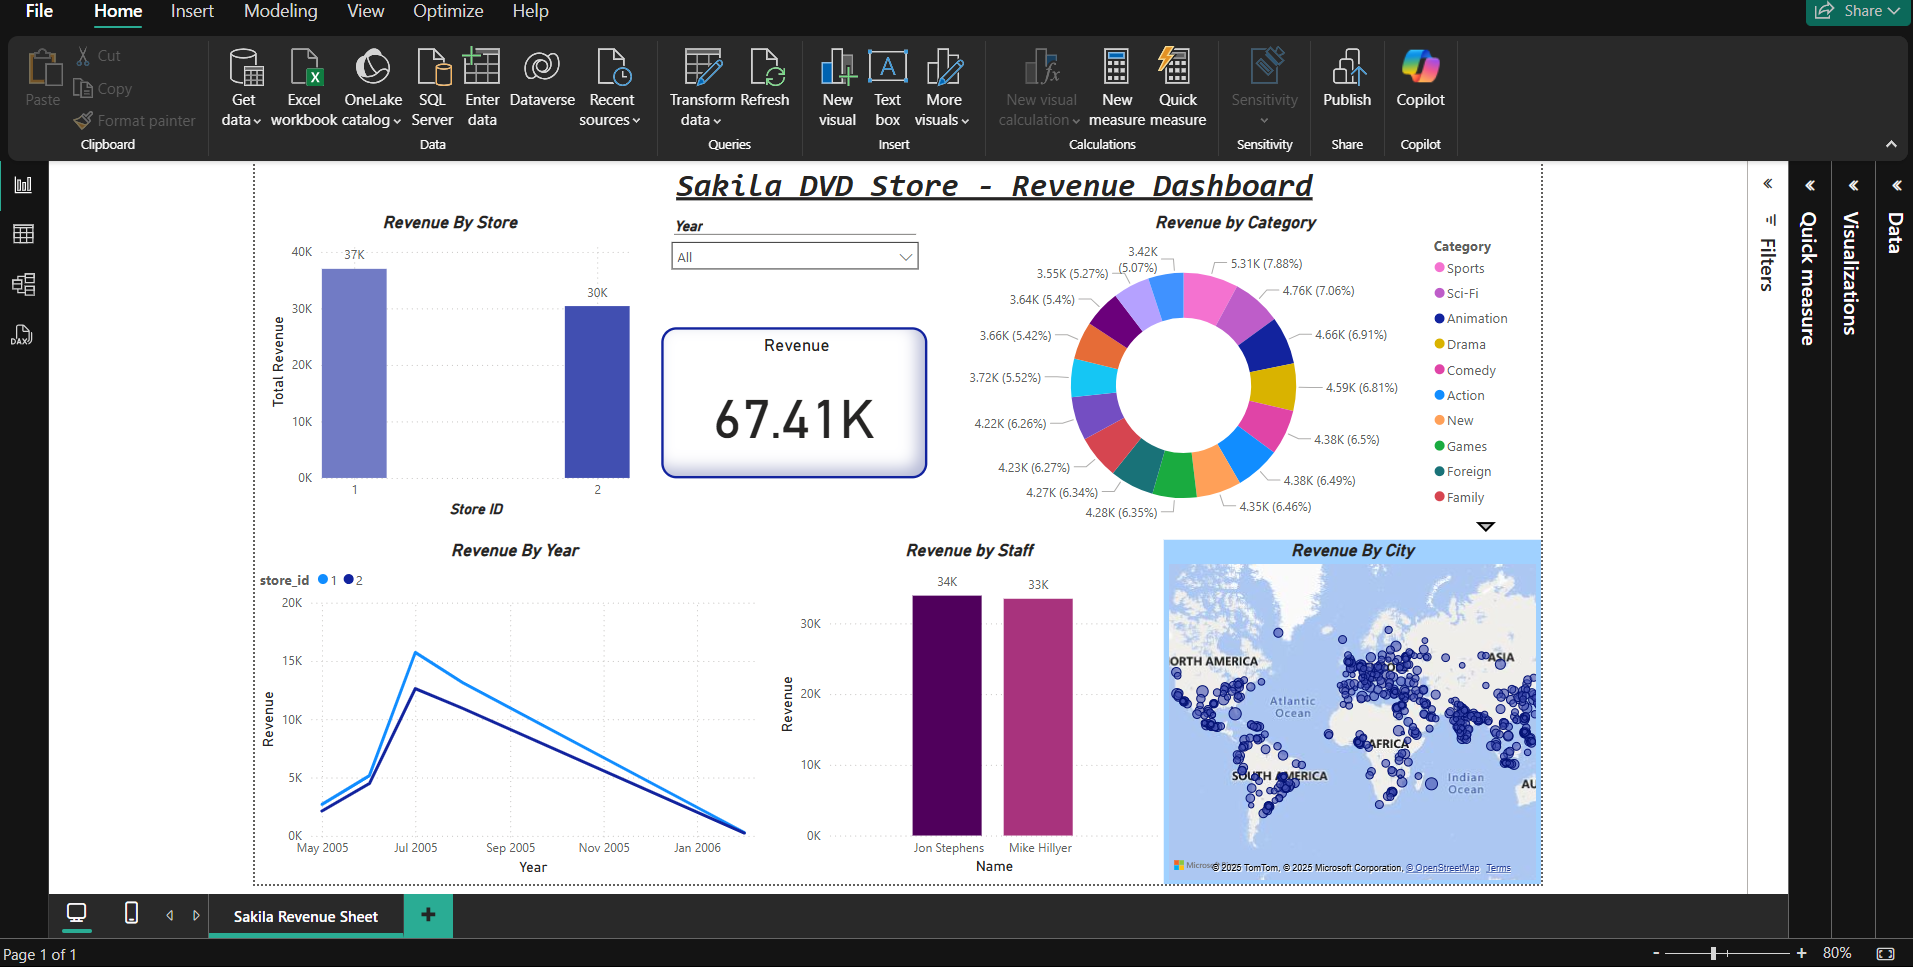 File Home Insert Modeling View Optimize Help
Share
Paste
Cut
Copy
Format painter
Clipboard
Get data
Excel workbook
OneLake catalog
SQL Server
Enter data
Dataverse
Recent sources
Data
Transform data
Refresh
Queries
New visual
Text box
More visuals
Insert
New visual calculation
New measure
Quick measure
Calculations
Sensitivity
Sensitivity
Publish
Share
Copilot
Copilot
DAX
Sakila DVD Store - Revenue Dashboard
Revenue By Store
Total Revenue
40K
30K
20K
10K
0K
37K
30K
1
2
Store ID
Year
All
Revenue
67.41K
Revenue by Category
5.31K (7.88%)
4.76K (7.06%)
4.66K (6.91%)
4.59K (6.81%)
4.38K (6.5%)
4.38K (6.49%)
4.35K (6.46%)
4.28K (6.35%)
4.27K (6.34%)
4.23K (6.27%)
4.22K (6.26%)
3.72K (5.52%)
3.66K (5.42%)
3.64K (5.4%)
3.55K (5.27%)
3.42K
(5.07%)
Category
Sports
Sci-Fi
Animation
Drama
Comedy
Action
New
Games
Foreign
Family
Revenue By Year
store_id 1 2
Revenue
20K
15K
10K
5K
0K
May 2005
Jul 2005
Sep 2005
Nov 2005
Jan 2006
Year
Revenue by Staff
Revenue
30K
20K
10K
0K
34K
33K
Jon Stephens
Mike Hillyer
Name
Revenue By City
ORTH AMERICA
ASIA
Atlantic
Ocean
AFRICA
SOUTH AMERICA
Indian
Ocean
AU
© 2025 TomTom, © 2025 Microsoft Corporation, © OpenStreetMap Terms
Filters
Quick measure
Visualizations
Data
Sakila Revenue Sheet
+
Page 1 of 1
- + 80%